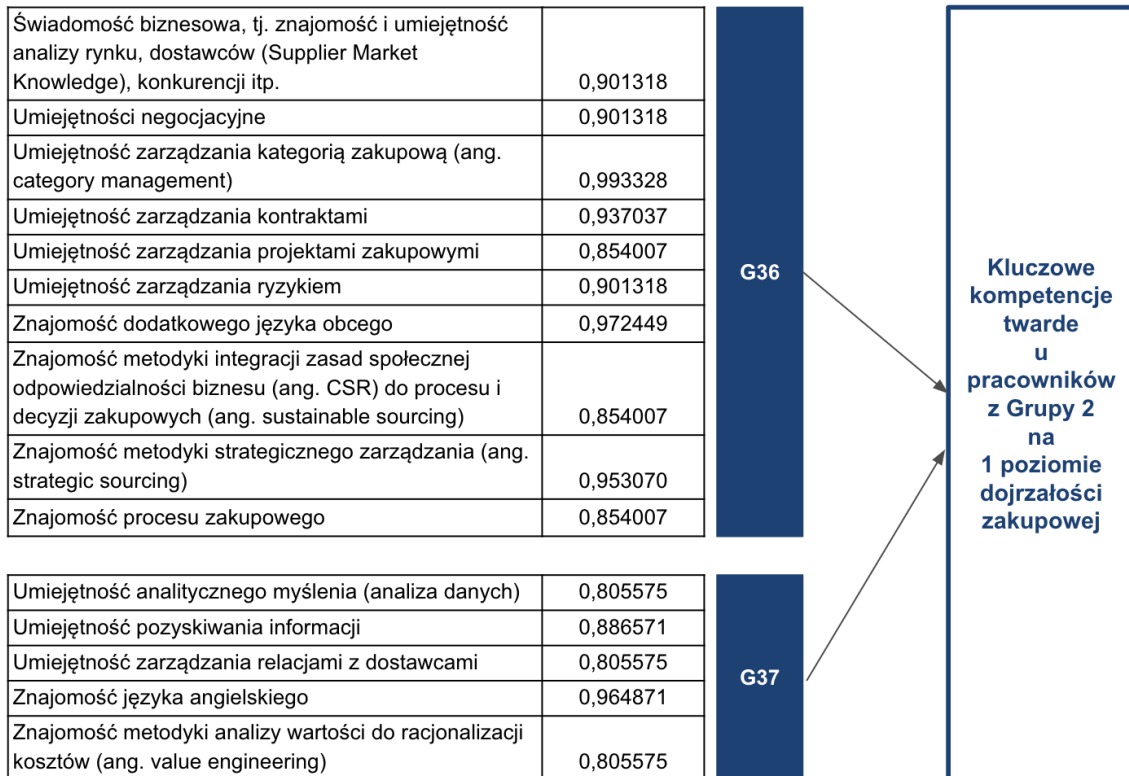 Świadomość biznesowa, tj. znajomość i umiejętność
analizy rynku, dostawców (Supplier Market
Knowledge), konkurencji itp.
0,901318
Umiejętności negocjacyjne
0,901318
Umiejętność zarządzania kategorią zakupową (ang.
category management)
0,993328
Umiejętność zarządzania kontraktami
0,937037
Umiejętność zarządzania projektami zakupowymi
0,854007
Umiejętność zarządzania ryzykiem
0,901318
Znajomość dodatkowego języka obcego
0,972449
Znajomość metodyki integracji zasad społecznej
odpowiedzialności biznesu (ang. CSR) do procesu i
decyzji zakupowych (ang. sustainable sourcing)
0,854007
Znajomość metodyki strategicznego zarządzania (ang.
strategic sourcing)
0,953070
Znajomość procesu zakupowego
0,854007
G36
Umiejętność analitycznego myślenia (analiza danych)
0,805575
Umiejętność pozyskiwania informacji
0,886571
Umiejętność zarządzania relacjami z dostawcami
0,805575
Znajomość języka angielskiego
0,964871
Znajomość metodyki analizy wartości do racjonalizacji
kosztów (ang. value engineering)
0,805575
G37
Kluczowe
kompetencje
twarde
u
pracowników
z Grupy 2
na
1 poziomie
dojrzałości
zakupowej